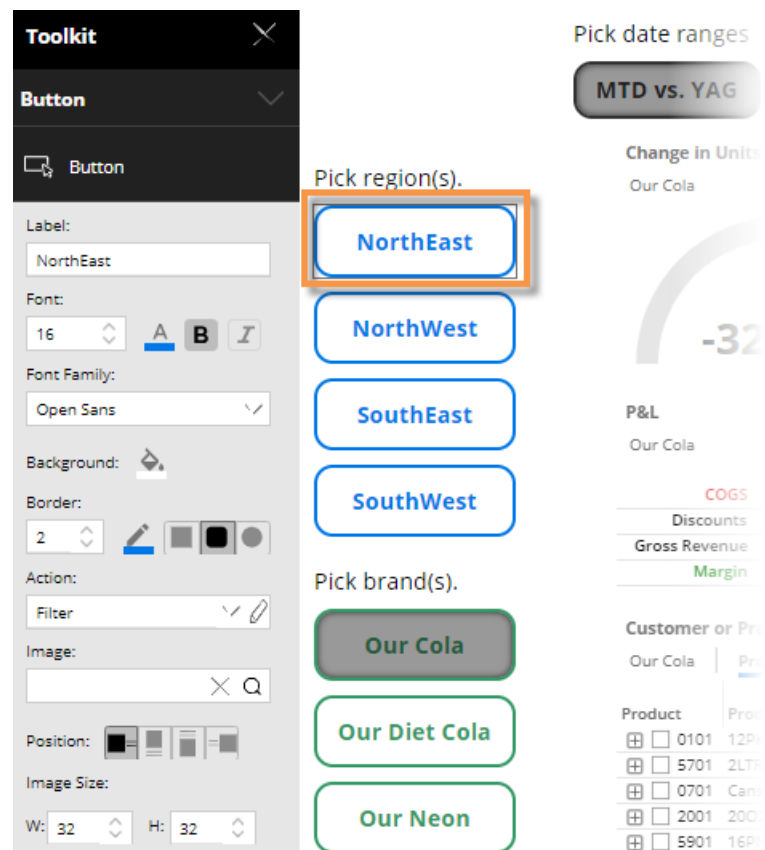 Toolkit
Button
Button
Label:
NorthEast
Font:
16
A
B
I
Font Family:
Open Sans
Background:
Border:
2
Action:
Filter
Image:
Position:
Image Size:
W: 32 H: 32
Pick region(s).
NorthEast
NorthWest
SouthEast
SouthWest
Pick brand(s).
Our Cola
Our Diet Cola
Our Neon
Pick date ranges
MTD vs. YAG
Change in Units
Our Cola
-32
P&L
Our Cola
COGS
Discounts
Gross Revenue
Margin
Customer or
Our Cola
Product
0101
5701
0701
2001
5901